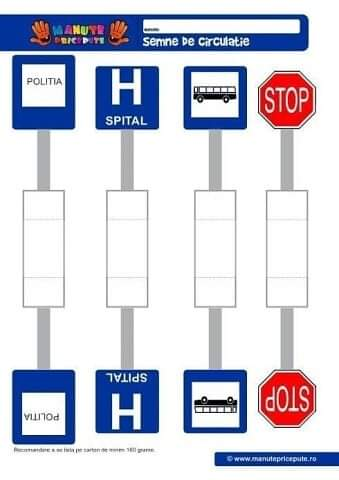 MANUTE
PRICEPUTE
Semne de circulatie
POLITIA
H
SPITAL
STOP
SPITAL
H
POLITIA
STOP
Recomandare a se lista pe carton de minim 160 grame.
© www.manutepricepute.ro